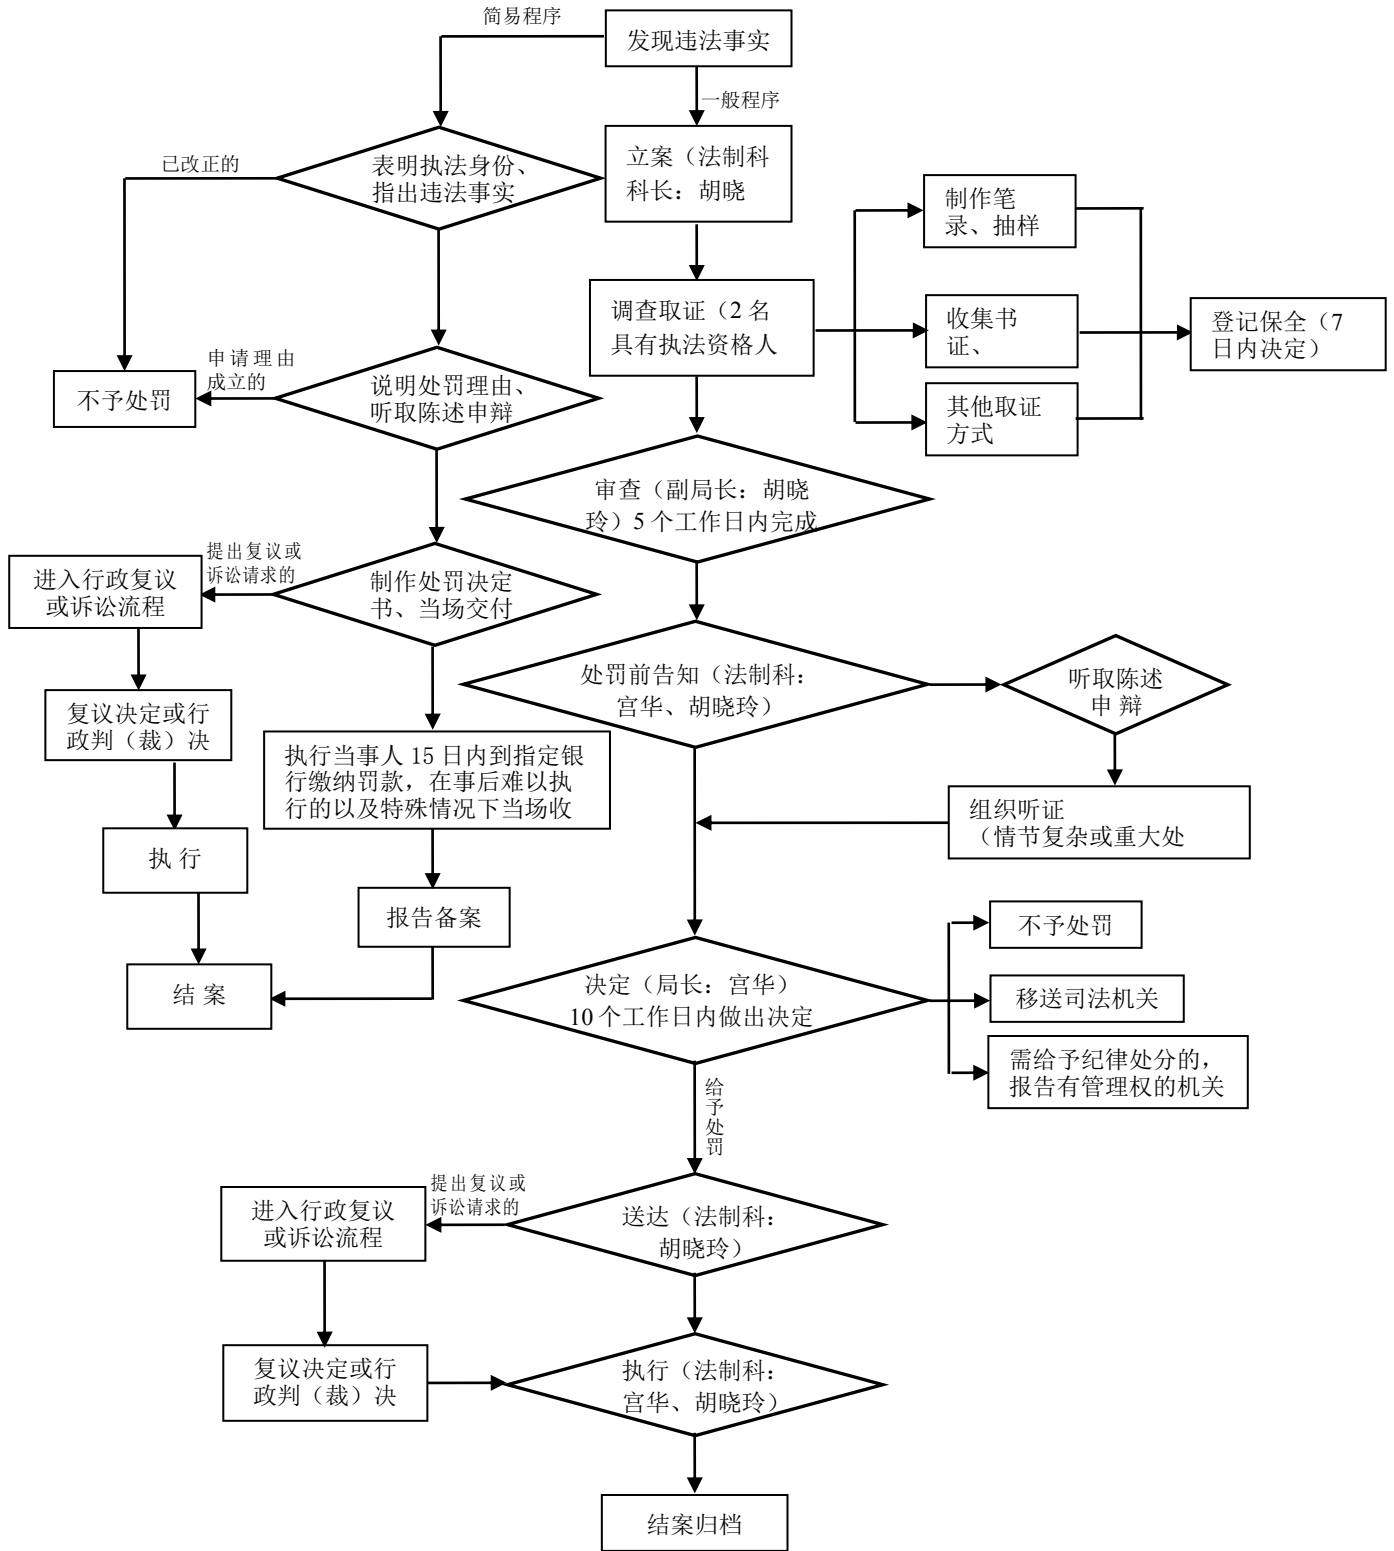 简易程序
发现违法事实
一般程序
已改正的
表明执法身份、
指出违法事实
立案（法制科
科长：胡晓
制作笔
录、抽样
调查取证（2 名
具有执法资格人
收集书
证、
登记保全（7
日内决定）
申请理由
成立的
不予处罚
说明处罚理由、
听取陈述申辩
其他取证
方式
审查（副局长：胡晓
玲）5 个工作日内完成
提出复议或
诉讼请求的
进入行政复议
或诉讼流程
制作处罚决定
书、当场交付
处罚前告知（法制科：
宫华、胡晓玲）
听取陈述
申 辩
复议决定或行
政判（裁）决
执行当事人 15 日内到指定银
行缴纳罚款，在事后难以执
行的以及特殊情况下当场收
组织听证
（情节复杂或重大处
执 行
报告备案
不予处罚
结 案
决定（局长：宫华）
10 个工作日内做出决定
移送司法机关
需给予纪律处分的，
报告有管理权的机关
给
予
处
罚
提出复议或
诉讼请求的
进入行政复议
或诉讼流程
送达（法制科：
胡晓玲）
复议决定或行
政判（裁）决
执行（法制科：
宫华、胡晓玲）
结案归档